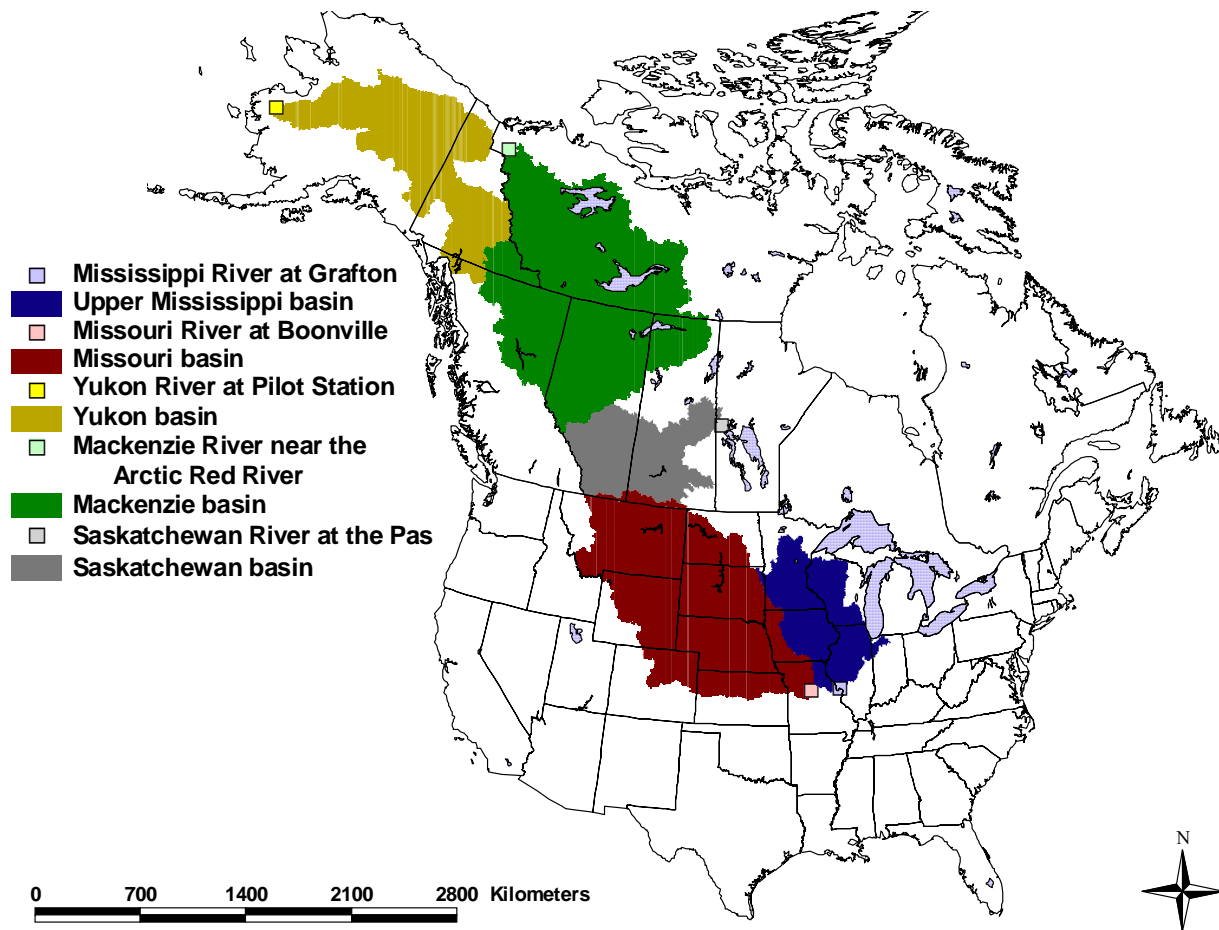 Mississippi River at Grafton
Upper Mississippi basin
Missouri River at Boonville
Missouri basin
Yukon River at Pilot Station
Yukon basin
Mackenzie River near the
Arctic Red River
Mackenzie basin
Saskatchewan River at the Pas
Saskatchewan basin
0 700 1400 2100 2800 Kilometers
N